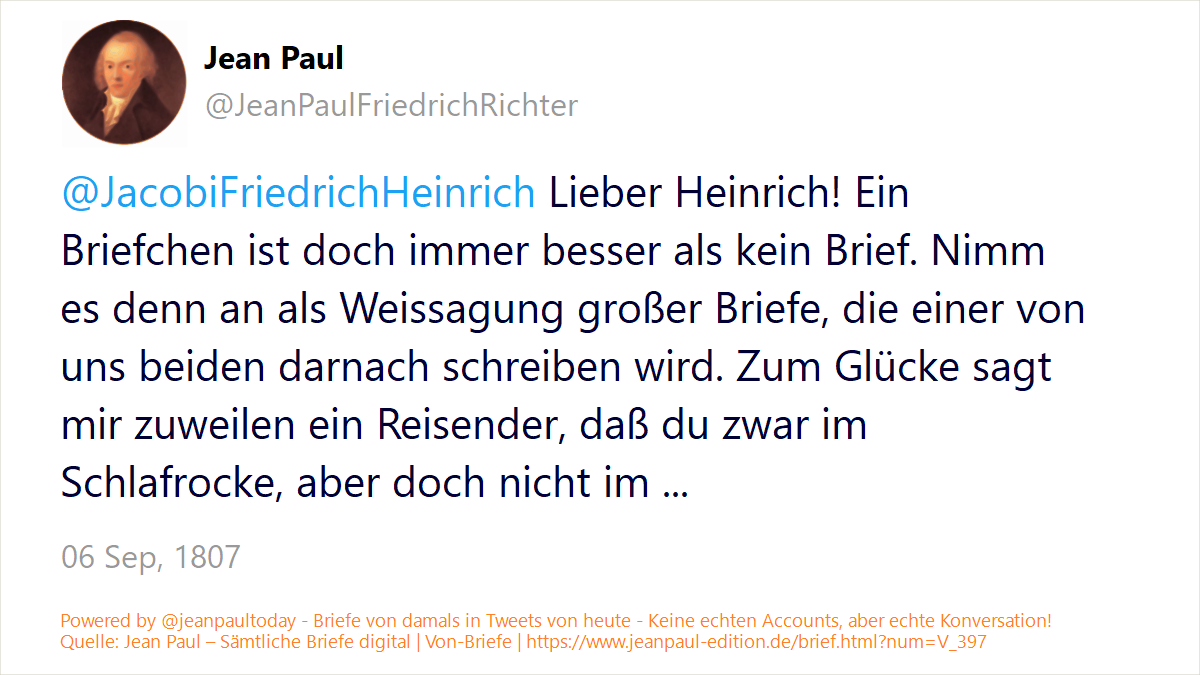 Jean Paul
@JeanPaulFriedrichRichter
@JacobiFriedrichHeinrich Lieber Heinrich! Ein
Briefchen ist doch immer besser als kein Brief. Nimm
es denn an als Weissagung großer Briefe, die einer von
uns beiden darnach schreiben wird. Zum Glücke sagt
mir zuweilen ein Reisender, daß du zwar im
Schlafrocke, aber doch nicht im ...
06 Sep, 1807
Powered by @jeanpaultoday - Briefe von damals in Tweets von heute - Keine echten Accounts, aber echte Konversation!
Quelle: Jean Paul – Sämtliche Briefe digital | Von-Briefe | https://www.jeanpaul-edition.de/brief.html?num=V_397